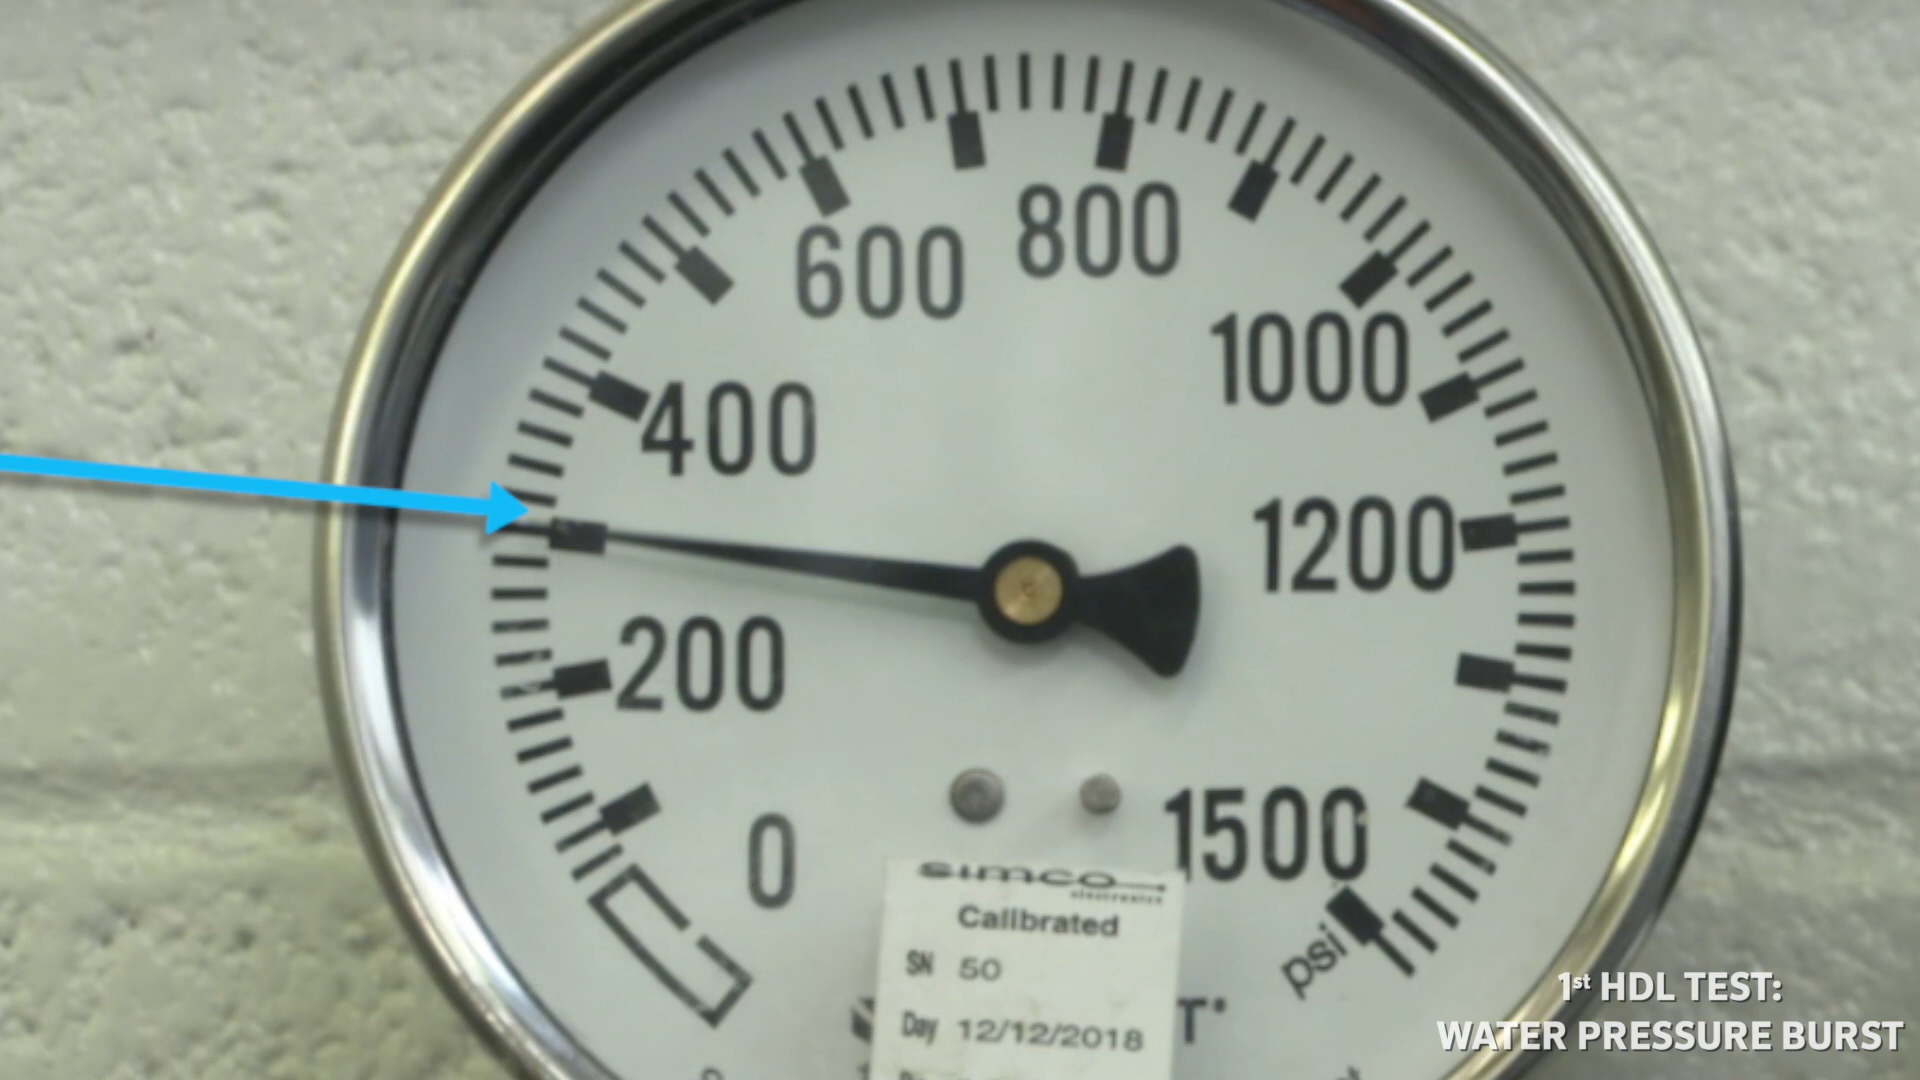 600
800
400
1000
200
1200
0
1500
psi
simco
electronics
Calibrated
SN 50
Day 12/12/2018
1st HDL TEST:
WATER PRESSURE BURST